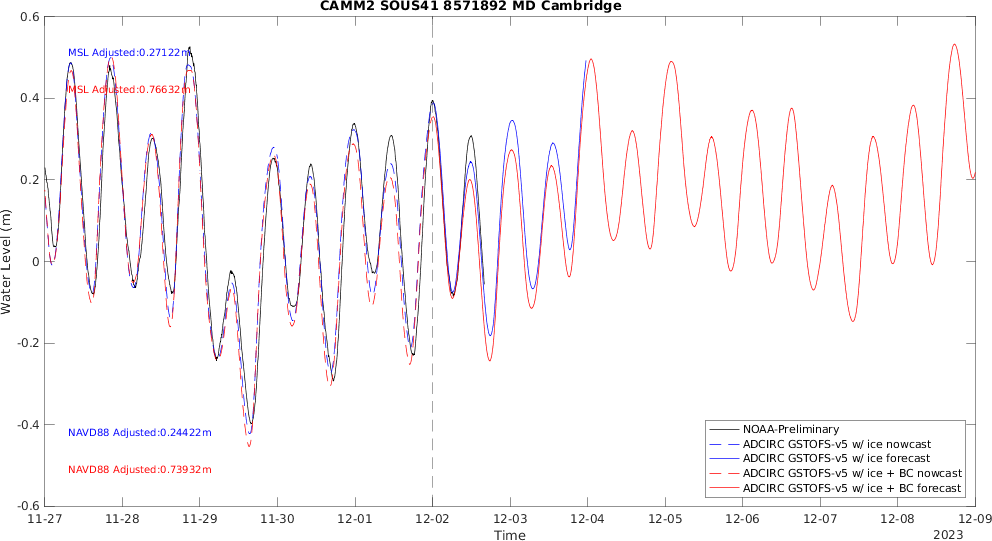 CAMM2 SOUS41 8571892 MD Cambridge
0.6
0.4
0.2
0
-0.2
-0.4
-0.6
Water Level (m)
MSL Adjusted:0.27122m
MSL Adjusted:0.76632m
NAVD88 Adjusted:0.24422m
NAVD88 Adjusted:0.73932m
NOAA-Preliminary
ADCIRC GSTOFS-v5 w/ ice nowcast
ADCIRC GSTOFS-v5 w/ ice forecast
ADCIRC GSTOFS-v5 w/ ice + BC nowcast
ADCIRC GSTOFS-v5 w/ ice + BC forecast
11-27 11-28 11-29 11-30 12-01 12-02 12-03 12-04 12-05 12-06 12-07 12-08 12-09
Time
2023